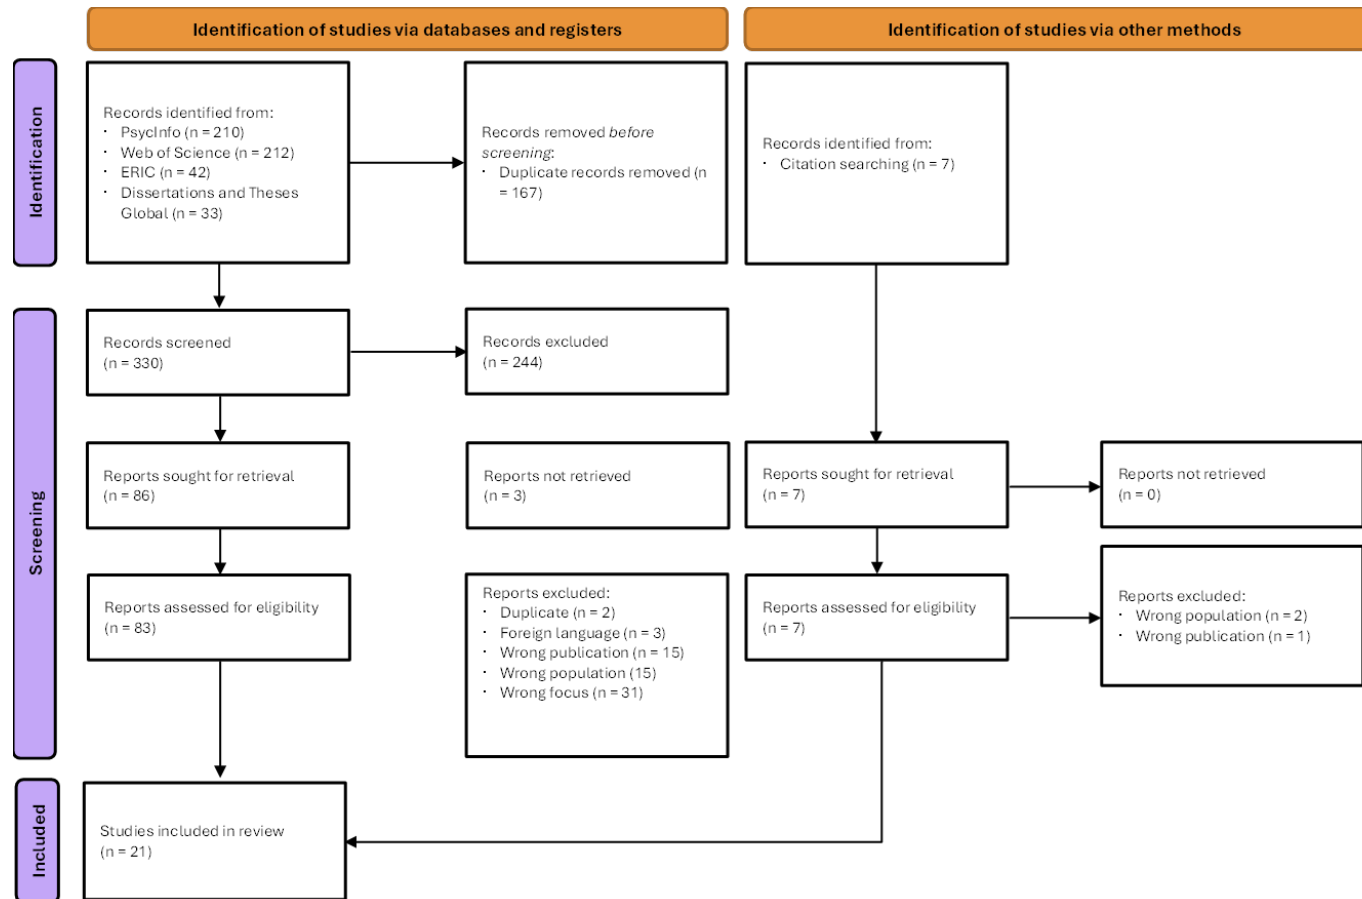 Identification of studies via databases and registers
Identification of studies via other methods
Identification
Records identified from:
• PsycInfo (n = 210)
• Web of Science (n = 212)
• ERIC (n = 42)
• Dissertations and Theses
Global (n = 33)
Records removed before
screening:
• Duplicate records removed (n
= 167)
Records identified from:
• Citation searching (n = 7)
Screening
Records screened
(n = 330)
Records excluded
(n = 244)
Reports sought for retrieval
(n = 86)
Reports not retrieved
(n = 3)
Reports sought for retrieval
(n = 7)
Reports not retrieved
(n = 0)
Reports assessed for eligibility
(n = 83)
Reports excluded:
• Duplicate (n = 2)
• Foreign language (n = 3)
• Wrong publication (n = 15)
• Wrong population (15)
• Wrong focus (n = 31)
Reports assessed for eligibility
(n = 7)
Reports excluded:
• Wrong population (n = 2)
• Wrong publication (n = 1)
Included
Studies included in review
(n = 21)